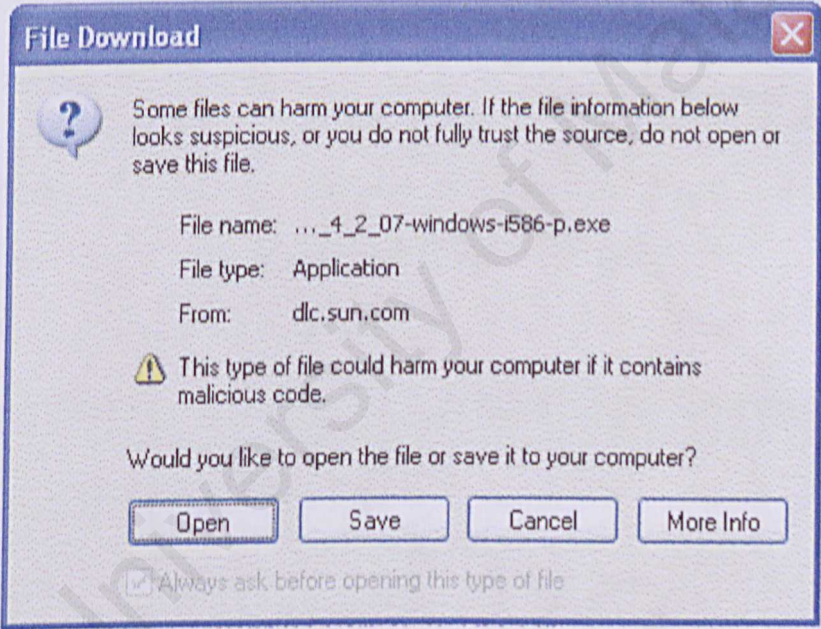 File Download
Some files can harm your computer. If the file information below
looks suspicious, or you do not fully trust the source, do not open or
save this file.
File name: ..._4_2_07-windows-i586-p.exe
File type: Application
From: dlc.sun.com
This type of file could harm your computer if it contains
malicious code.
Would you like to open the file or save it to your computer?
Open Save Cancel More Info
Always ask before opening this type of file
University of